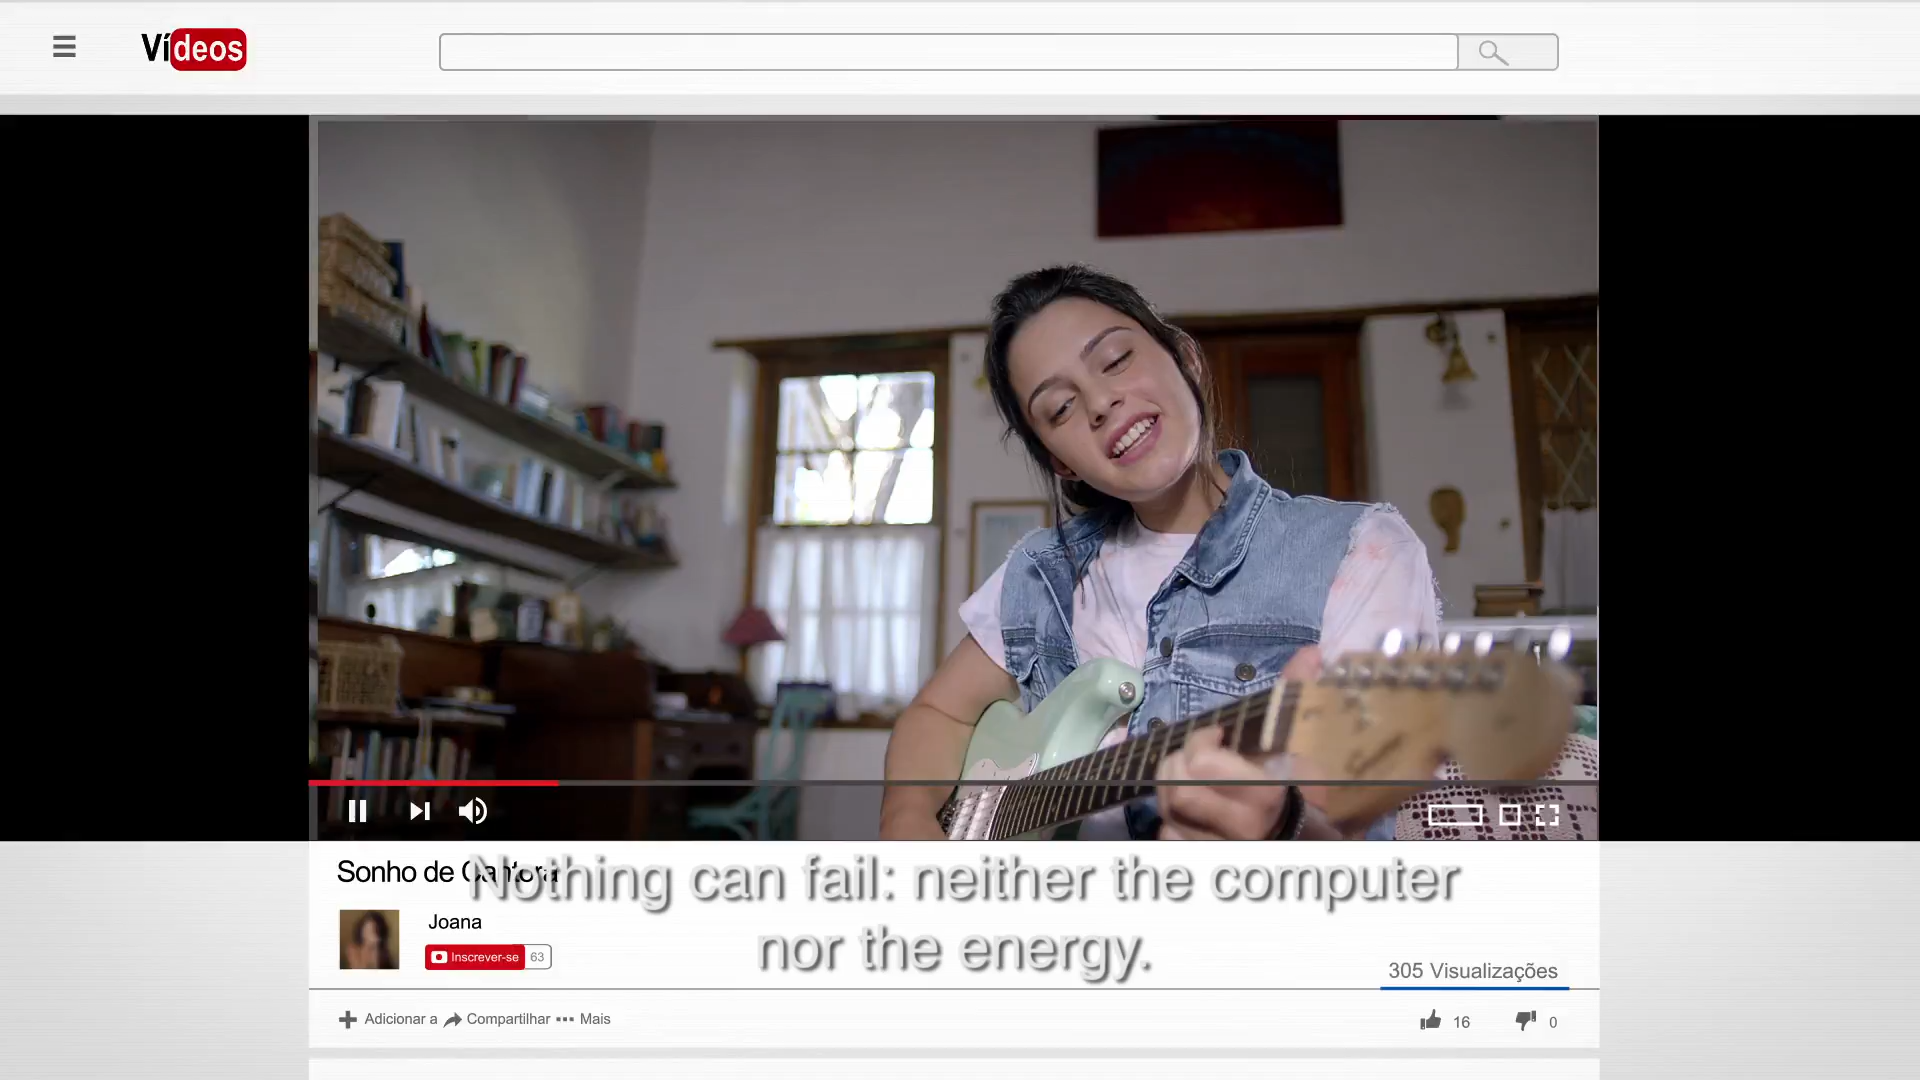 Vídeos
Sonho de Cantora
Nothing can fail: neither the computer
nor the energy.
Joana
Inscrever-se 63
305 Visualizações
Adicionar a Compartilhar Mais
16 0